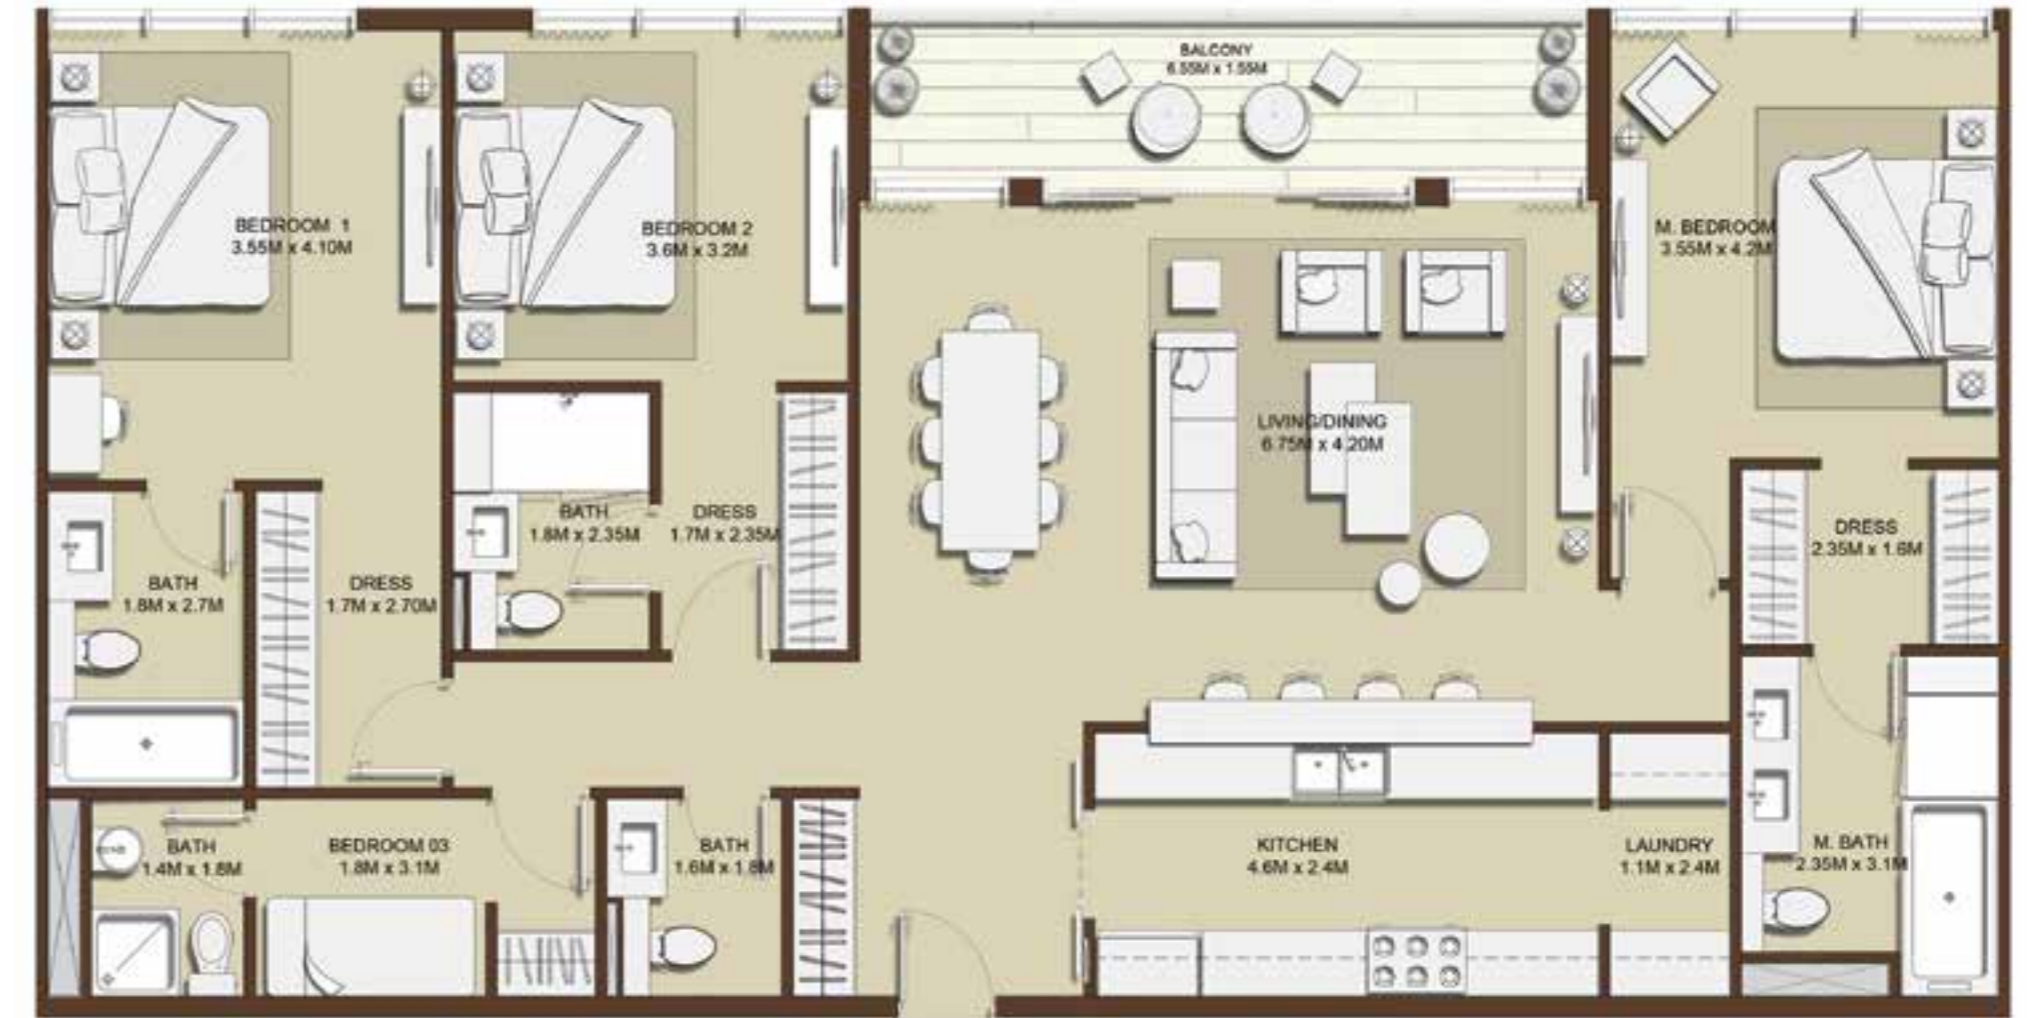 BALCONY
6.55M x 1.55M
BEDROOM 1
3.55M x 4.10M
BEDROOM 2
3.6M x 3.2M
M. BEDROOM
3.55M x 4.2M
LIVING/DINING
6.75M x 4.20M
BATH
1.8M x 2.35M
DRESS
1.7M x 2.35M
DRESS
2.35M x 1.6M
BATH
1.8M x 2.7M
DRESS
1.7M x 2.70M
BATH
1.4M x 1.8M
BEDROOM 03
1.8M x 3.1M
BATH
1.6M x 1.8M
KITCHEN
4.6M x 2.4M
LAUNDRY
1.1M x 2.4M
M. BATH
2.35M x 3.1M